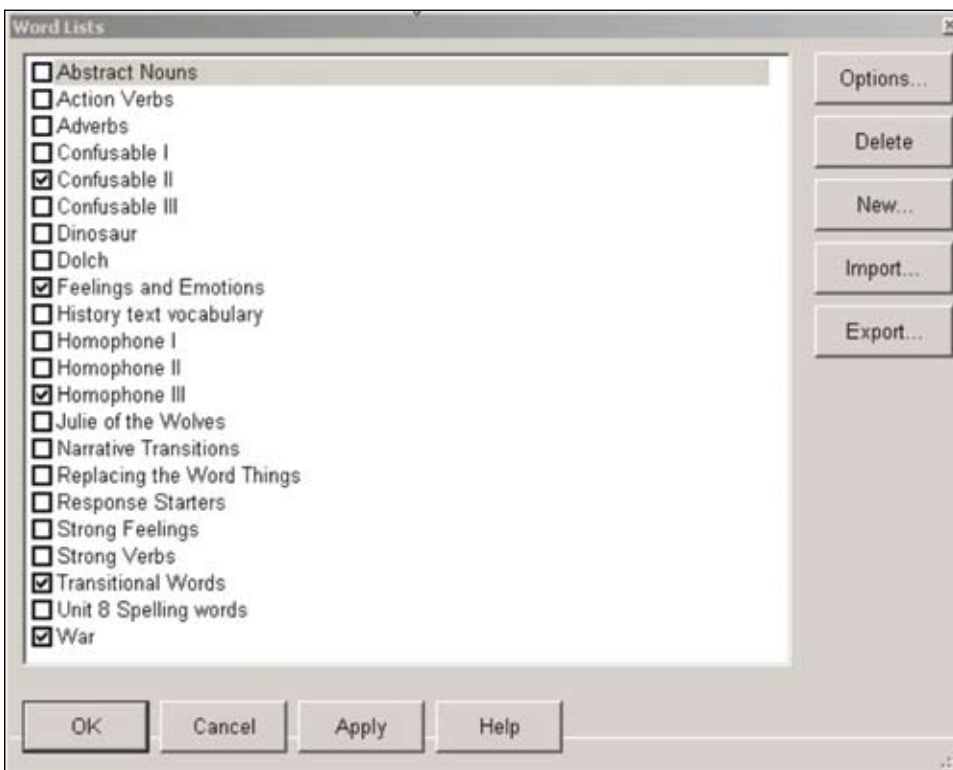 Word Lists
Abstract Nouns
Action Verbs
Adverbs
Confusable I
Confusable II
Confusable III
Dinosaur
Dolch
Feelings and Emotions
History text vocabulary
Homophone I
Homophone II
Homophone III
Julie of the Wolves
Narrative Transitions
Replacing the Word Things
Response Starters
Strong Feelings
Strong Verbs
Transitional Words
Unit 8 Spelling words
War
Options...
Delete
New...
Import...
Export...
OK Cancel Apply Help